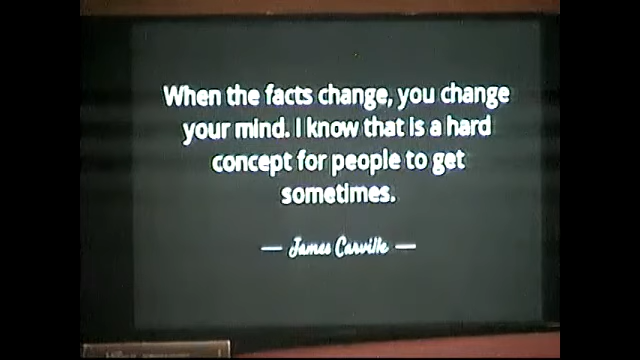 When the facts change, you change
your mind. I know that is a hard
concept for people to get
sometimes.
— James Carville —